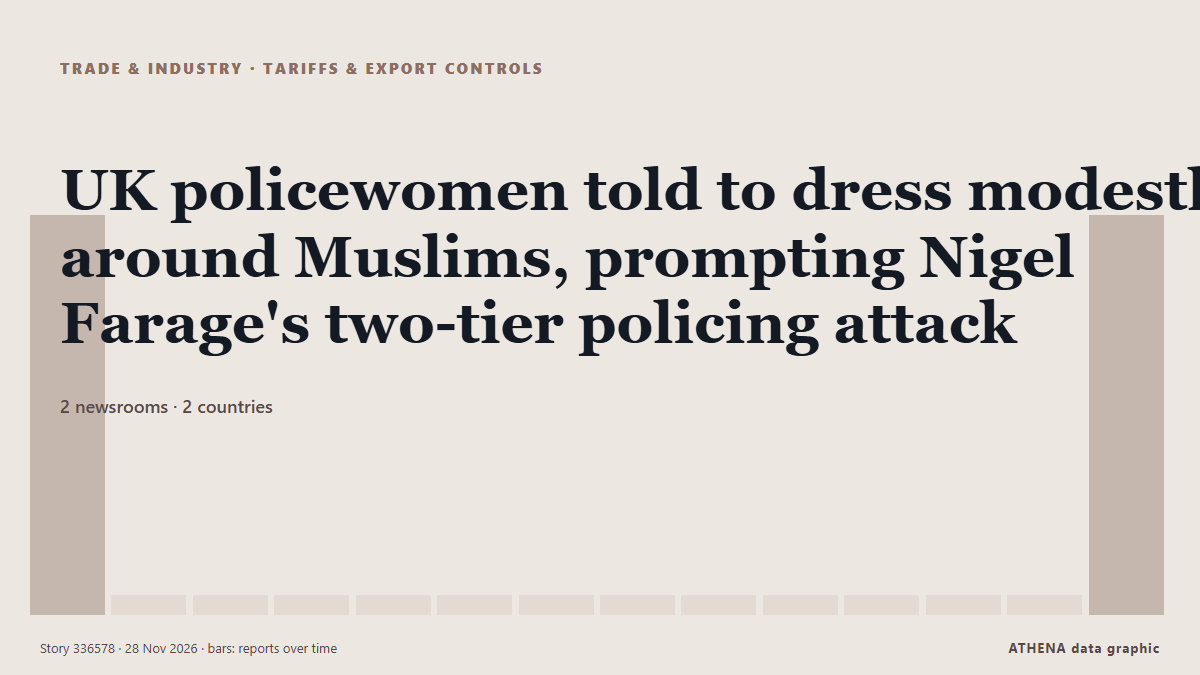 TRADE & INDUSTRY · TARIFFS & EXPORT CONTROLS
UK policewomen told to dress modestl
around Muslims, prompting Nigel
Farage's two-tier policing attack
2 newsrooms · 2 countries
Story 336578 · 28 Nov 2026 · bars: reports over time
ATHENA data graphic